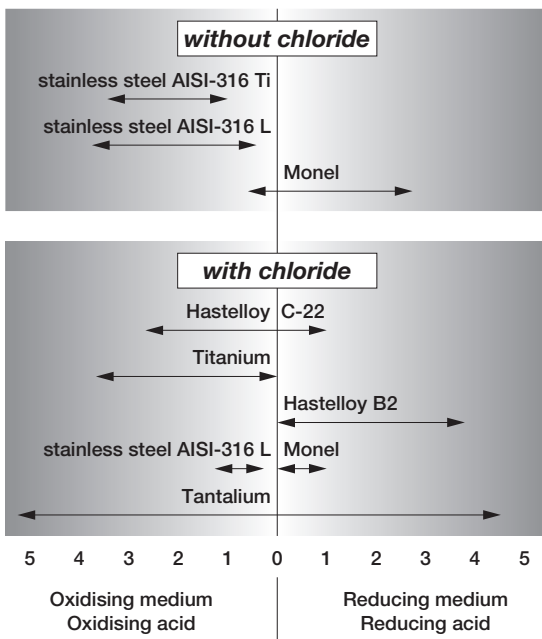 without chloride
stainless steel AISI-316 Ti
stainless steel AISI-316 L
Monel
with chloride
Hastelloy C-22
Titanium
Hastelloy B2
stainless steel AISI-316 L Monel
Tantalium
5 4 3 2 1 0 1 2 3 4 5
Oxidising medium Reducing medium
Oxidising acid Reducing acid